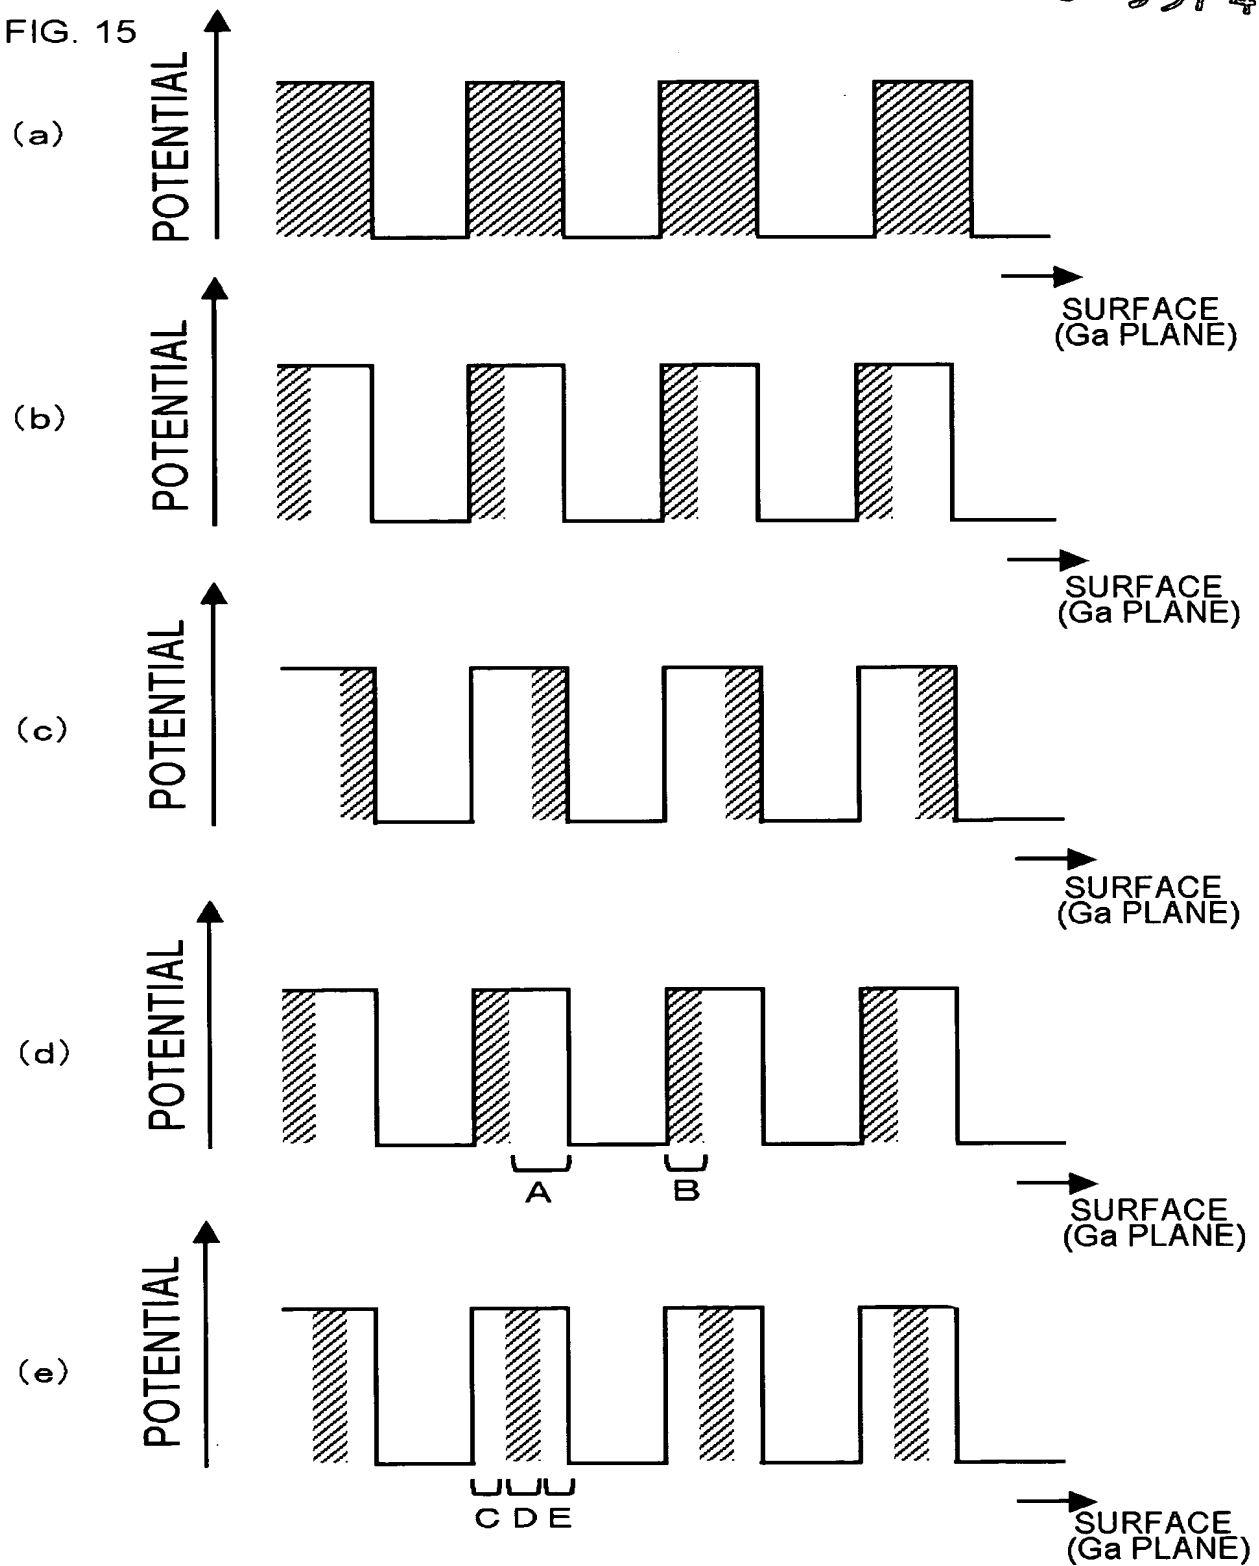 FIG. 15
(a)
POTENTIAL
SURFACE
(Ga PLANE)
(b)
POTENTIAL
SURFACE
(Ga PLANE)
(c)
POTENTIAL
SURFACE
(Ga PLANE)
(d)
POTENTIAL
A
B
SURFACE
(Ga PLANE)
(e)
POTENTIAL
C D E
SURFACE
(Ga PLANE)